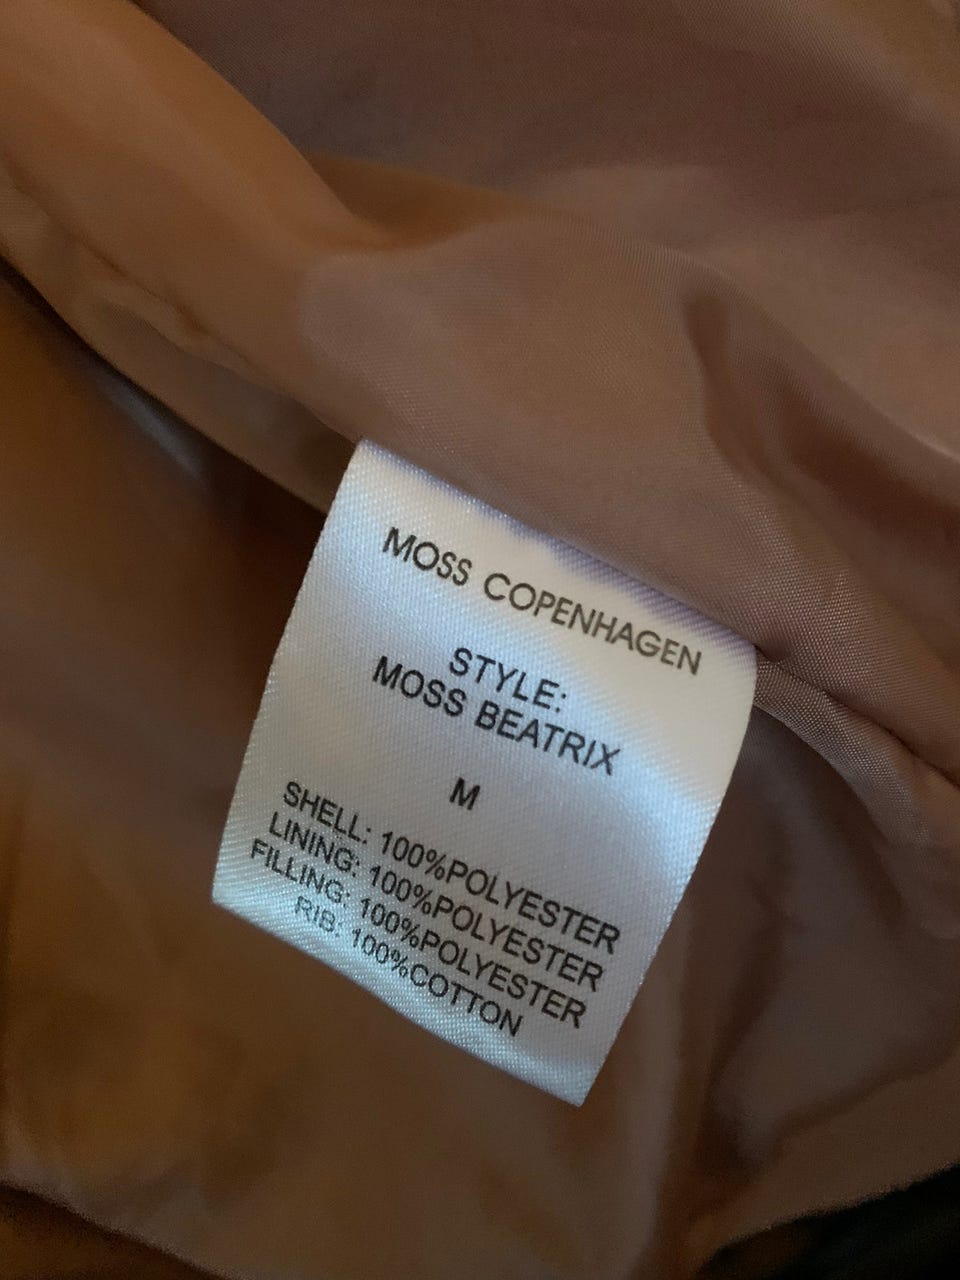 MOSS COPENHAGEN
STYLE:
MOSS BEATRIX
M
SHELL: 100%POLYESTER
LINING: 100%POLYESTER
FILLING: 100%POLYESTER
RIB: 100%COTTON